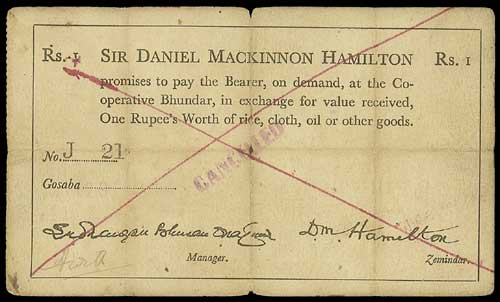 Rs. 1 SIR DANIEL MACKINNON HAMILTON Rs. 1
promises to pay the Bearer, on demand, at the Co-
operative Bhundar, in exchange for value received,
One Rupee's Worth of rice, cloth, oil or other goods.
CANCELLED
No. J 21
Gosaba
D.M. Hamilton
Manager. Zemindar.